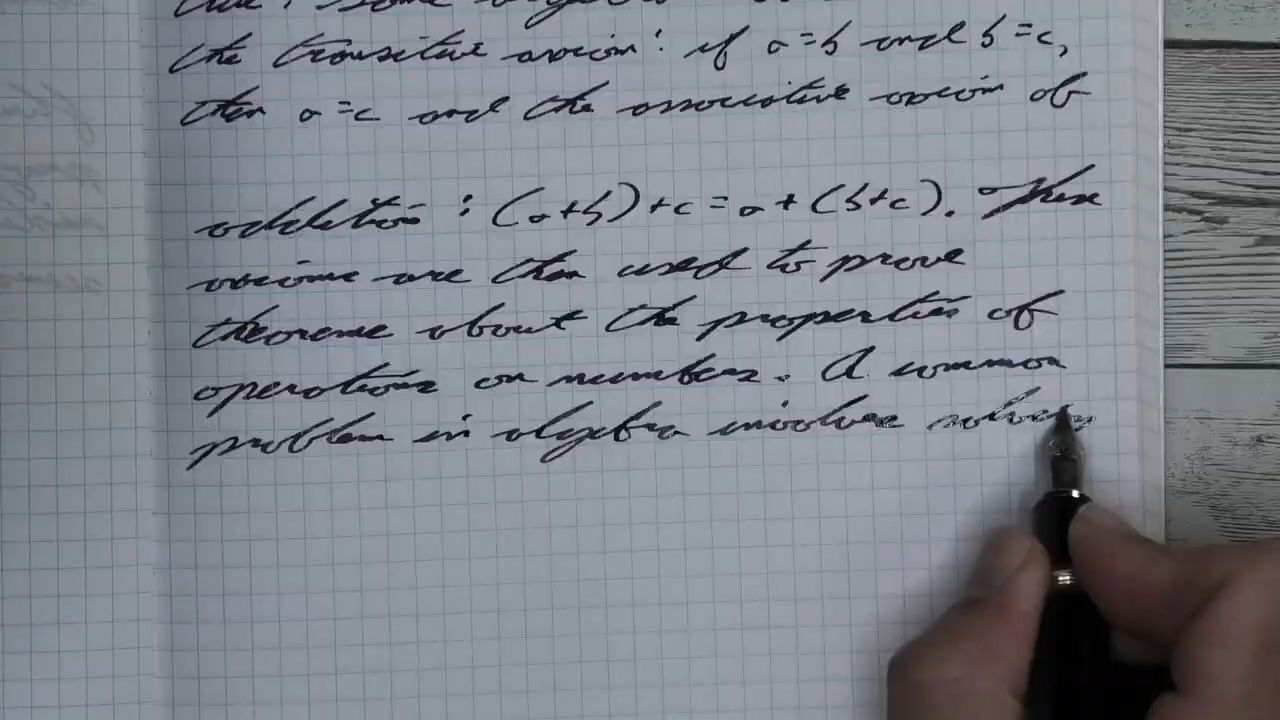 the transitive axiom: if a=b and b=c,
then a=c and the associative axiom of
addition : (a+b)+c=a+(b+c). These
axioms are then used to prove
theorems about the properties of
operations on numbers. A common
problem in algebra involves solving